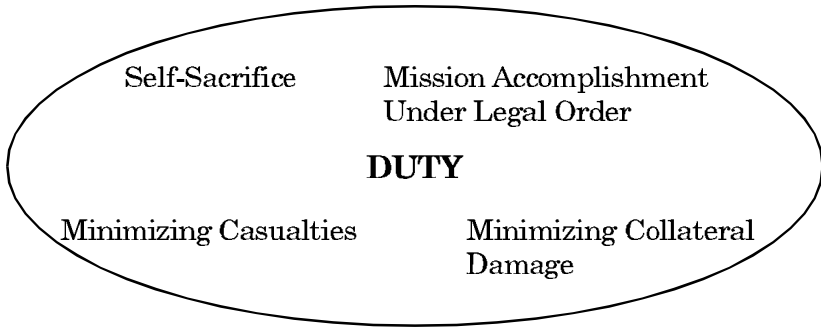 Self-Sacrifice
Mission Accomplishment
Under Legal Order
DUTY
Minimizing Casualties
Minimizing Collateral
Damage